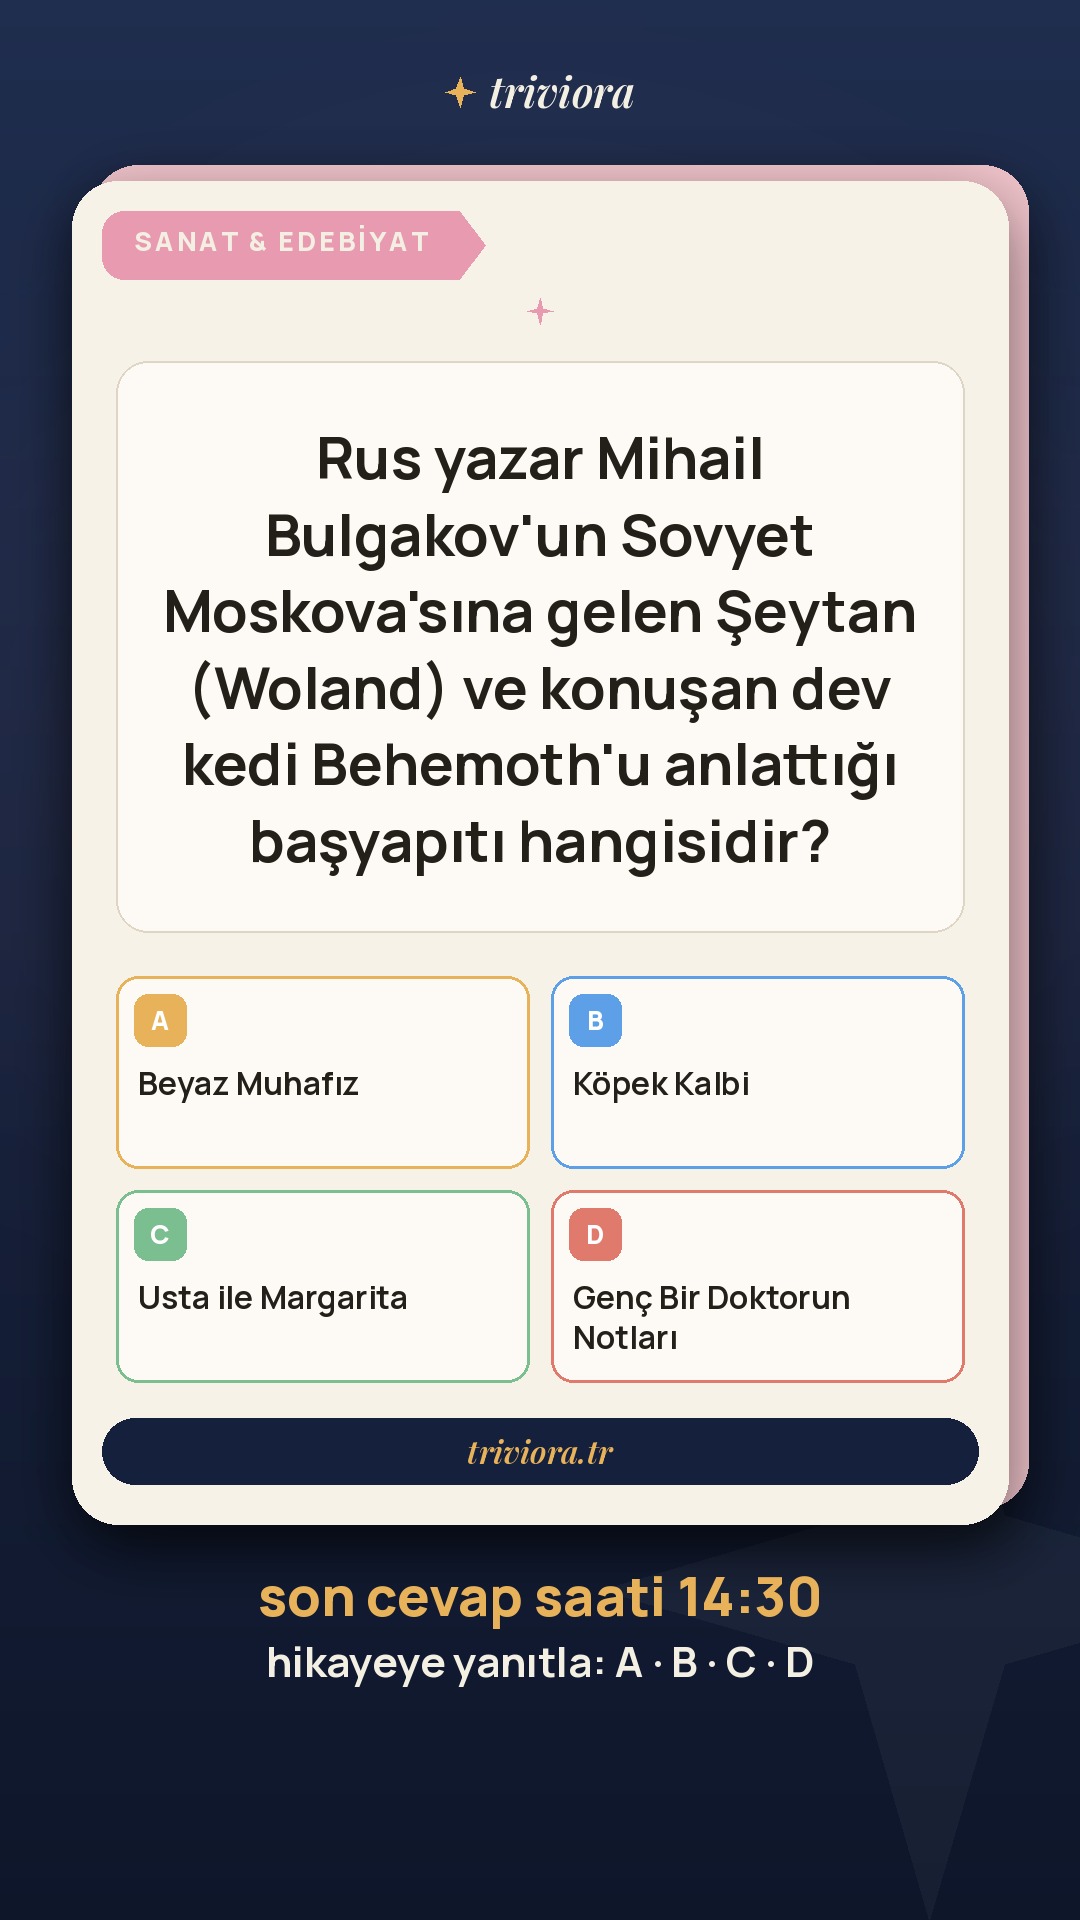 triviora
SANAT & EDEBİYAT
Rus yazar Mihail
Bulgakov'un Sovyet
Moskova'sına gelen Şeytan
(Woland) ve konuşan dev
kedi Behemoth'u anlattığı
başyapıtı hangisidir?
A
Beyaz Muhafız
B
Köpek Kalbi
C
Usta ile Margarita
D
Genç Bir Doktorun
Notları
triviora.tr
son cevap saati 14:30
hikayeye yanıtla: A · B · C · D